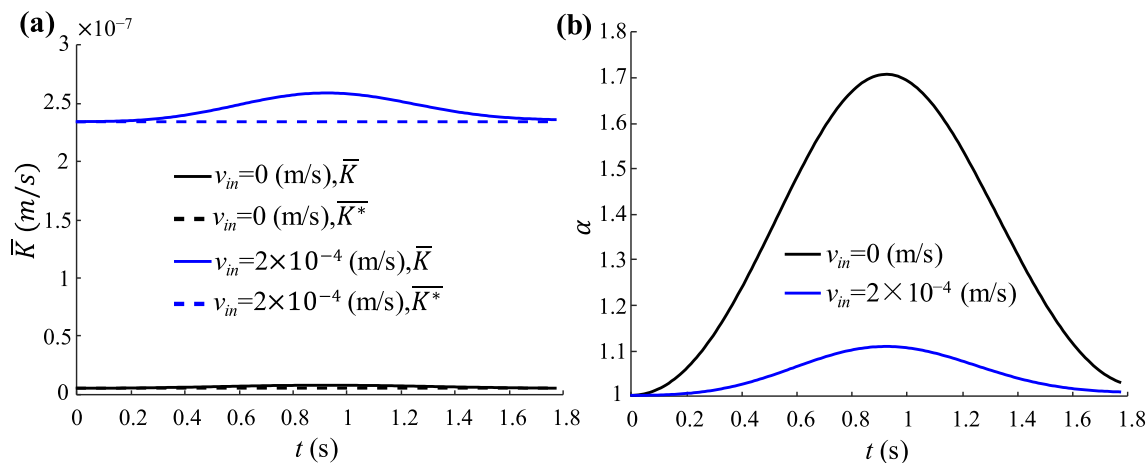 (a)
×10⁻⁷
3
2.5
2
1.5
1
0.5
0
K̅ (m/s)
v_in=0 (m/s),K̅
v_in=0 (m/s),K̅*̅
v_in=2×10⁻⁴ (m/s),K̅
v_in=2×10⁻⁴ (m/s),K̅*̅
0 0.2 0.4 0.6 0.8 1 1.2 1.4 1.6 1.8
t (s)
(b)
1.8
1.7
1.6
1.5
1.4
1.3
1.2
1.1
1
α
v_in=0 (m/s)
v_in=2×10⁻⁴ (m/s)
0 0.2 0.4 0.6 0.8 1 1.2 1.4 1.6 1.8
t (s)